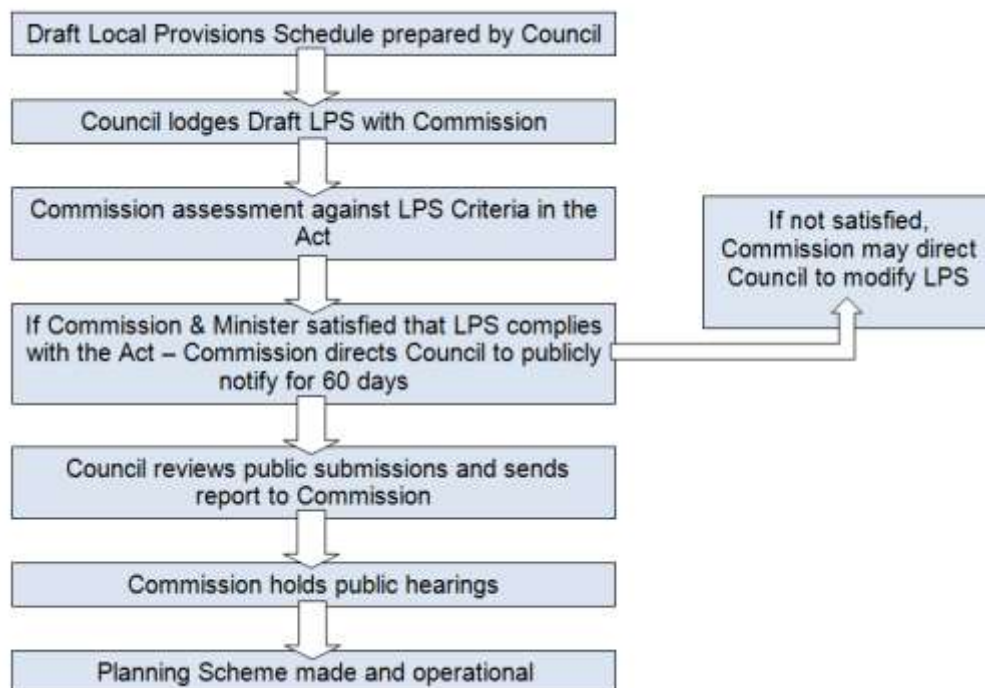 Draft Local Provisions Schedule prepared by Council
Council lodges Draft LPS with Commission
Commission assessment against LPS Criteria in the
Act
If not satisfied,
Commission may direct
Council to modify LPS
If Commission & Minister satisfied that LPS complies
with the Act – Commission directs Council to publicly
notify for 60 days
Council reviews public submissions and sends
report to Commission
Commission holds public hearings
Planning Scheme made and operational